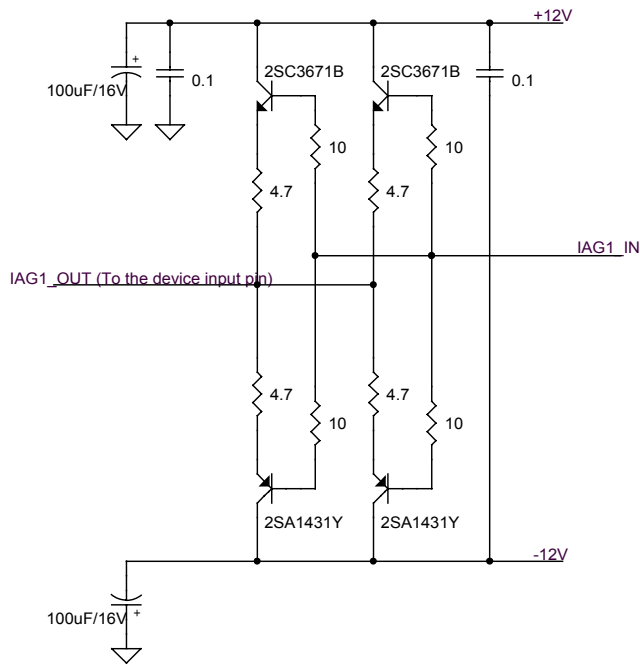 +12V
+
2SC3671B
2SC3671B
100uF/16V
0.1
0.1
10
10
4.7
4.7
IAG1_IN
IAG1_OUT (To the device input pin)
4.7
4.7
10
10
2SA1431Y
2SA1431Y
-12V
100uF/16V
+